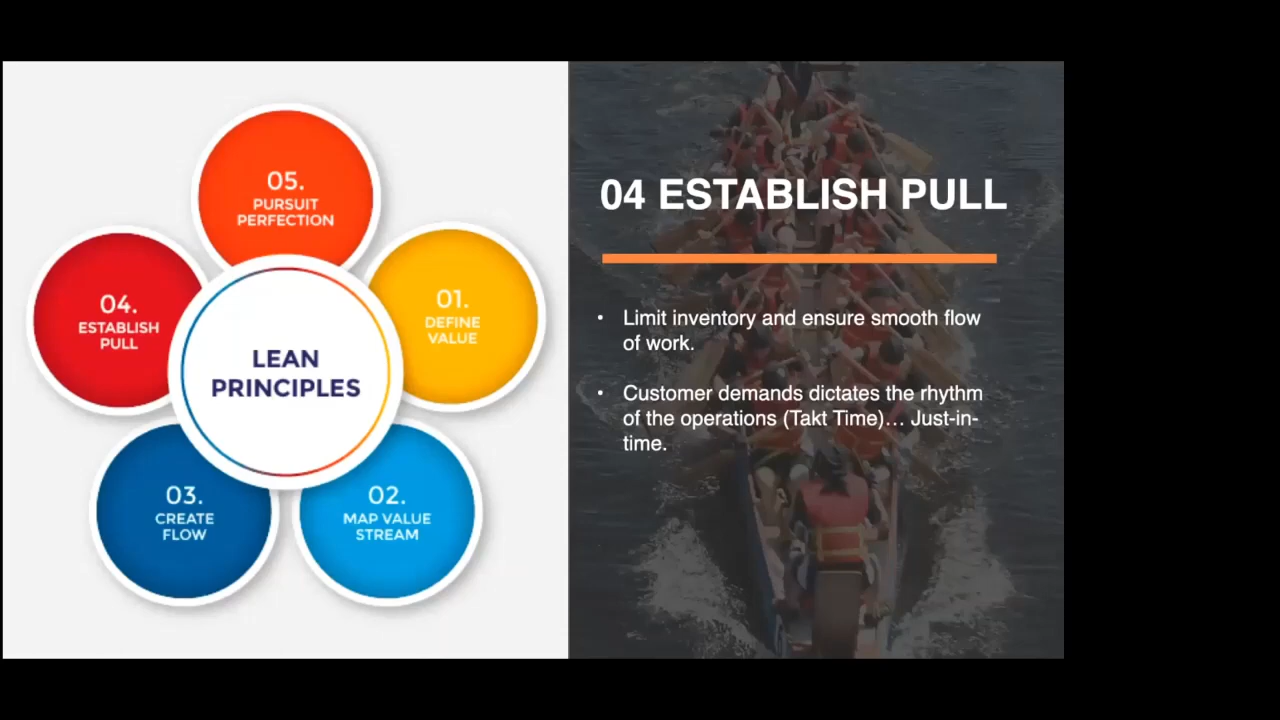 05.
PURSUIT
PERFECTION
04.
ESTABLISH
PULL
01.
DEFINE
VALUE
LEAN
PRINCIPLES
03.
CREATE
FLOW
02.
MAP VALUE
STREAM
04 ESTABLISH PULL
• Limit inventory and ensure smooth flow
of work.
• Customer demands dictates the rhythm
of the operations (Takt Time)... Just-in-
time.